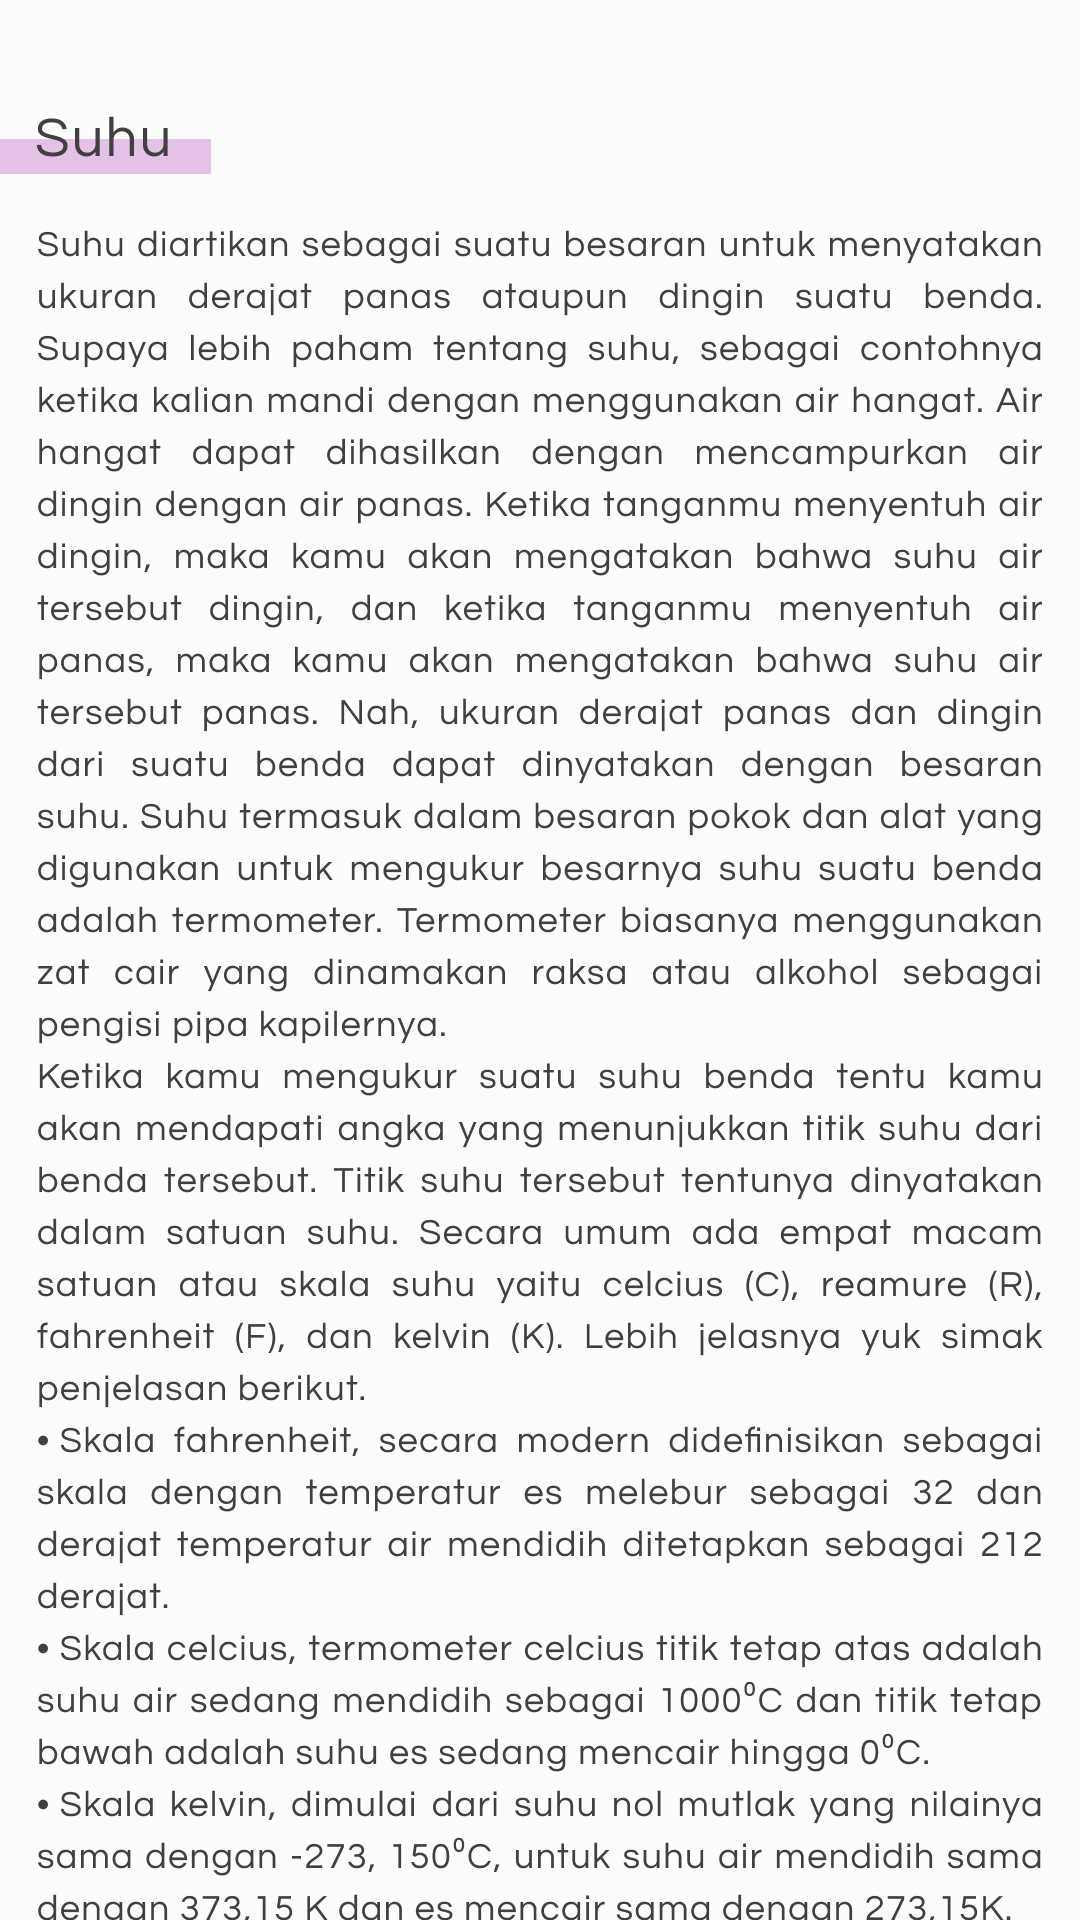 Suhu
Suhu diartikan sebagai suatu besaran untuk menyatakan
ukuran derajat panas ataupun dingin suatu benda.
Supaya lebih paham tentang suhu, sebagai contohnya
ketika kalian mandi dengan menggunakan air hangat. Air
hangat dapat dihasilkan dengan mencampurkan air
dingin dengan air panas. Ketika tanganmu menyentuh air
dingin, maka kamu akan mengatakan bahwa suhu air
tersebut dingin, dan ketika tanganmu menyentuh air
panas, maka kamu akan mengatakan bahwa suhu air
tersebut panas. Nah, ukuran derajat panas dan dingin
dari suatu benda dapat dinyatakan dengan besaran
suhu. Suhu termasuk dalam besaran pokok dan alat yang
digunakan untuk mengukur besarnya suhu suatu benda
adalah termometer. Termometer biasanya menggunakan
zat cair yang dinamakan raksa atau alkohol sebagai
pengisi pipa kapilernya.
Ketika kamu mengukur suatu suhu benda tentu kamu
akan mendapati angka yang menunjukkan titik suhu dari
benda tersebut. Titik suhu tersebut tentunya dinyatakan
dalam satuan suhu. Secara umum ada empat macam
satuan atau skala suhu yaitu celcius (C), reamure (R),
fahrenheit (F), dan kelvin (K). Lebih jelasnya yuk simak
penjelasan berikut.
• Skala fahrenheit, secara modern didefinisikan sebagai
skala dengan temperatur es melebur sebagai 32 dan
derajat temperatur air mendidih ditetapkan sebagai 212
derajat.
• Skala celcius, termometer celcius titik tetap atas adalah
suhu air sedang mendidih sebagai 1000⁰C dan titik tetap
bawah adalah suhu es sedang mencair hingga 0⁰C.
• Skala kelvin, dimulai dari suhu nol mutlak yang nilainya
sama dengan -273, 150⁰C, untuk suhu air mendidih sama
dengan 373,15 K dan es mencair sama dengan 273,15K.